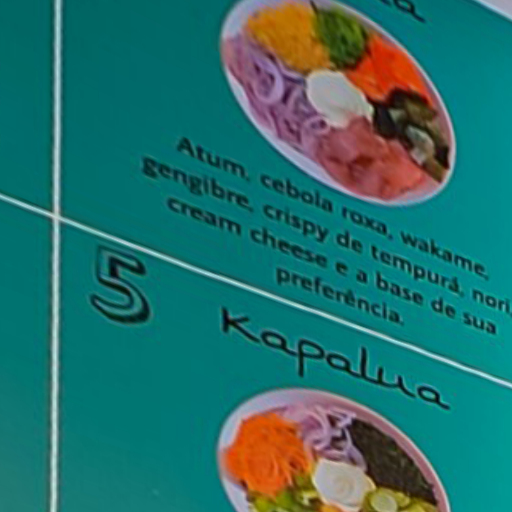 Atum, cebola roxa, wakame,
gengibre, crispy de tempurá, nori,
cream cheese e a base de sua
preferência.
5
Kapalua